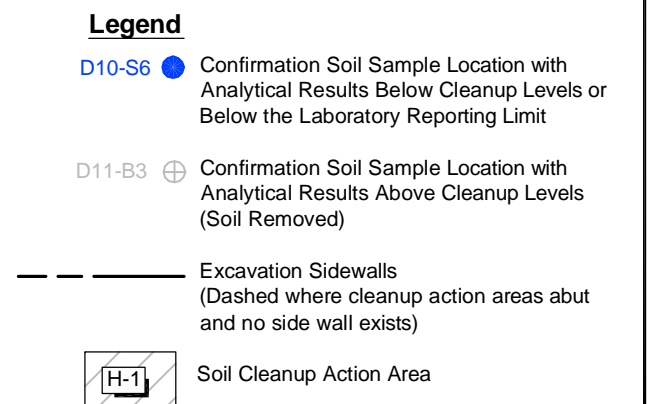 Legend
D10-S6 Confirmation Soil Sample Location with
Analytical Results Below Cleanup Levels or
Below the Laboratory Reporting Limit
D11-B3 Confirmation Soil Sample Location with
Analytical Results Above Cleanup Levels
(Soil Removed)
Excavation Sidewalls
(Dashed where cleanup action areas abut
and no side wall exists)
H-1 Soil Cleanup Action Area